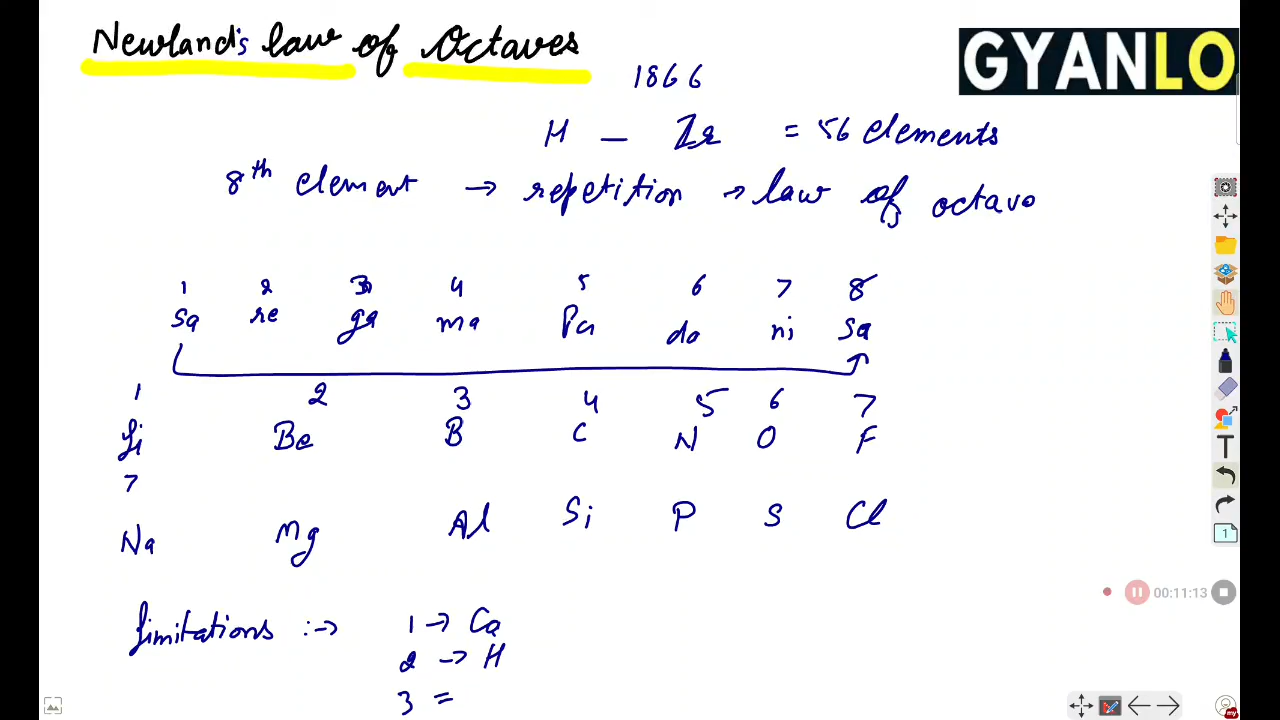 Newland's law of Octaves
GYANLO
1866
H - Zr = 56 elements
8th element → repetition → law of octave
1 2 3 4 5 6 7 8
Sa re ga ma Pa da ni Sa
1 2 3 4 5 6 7
Li Be B C N O F
7
Na Mg Al Si P S Cl
limitations :→ 1 → Ca
2 → H
3 =
00:11:13
T
1